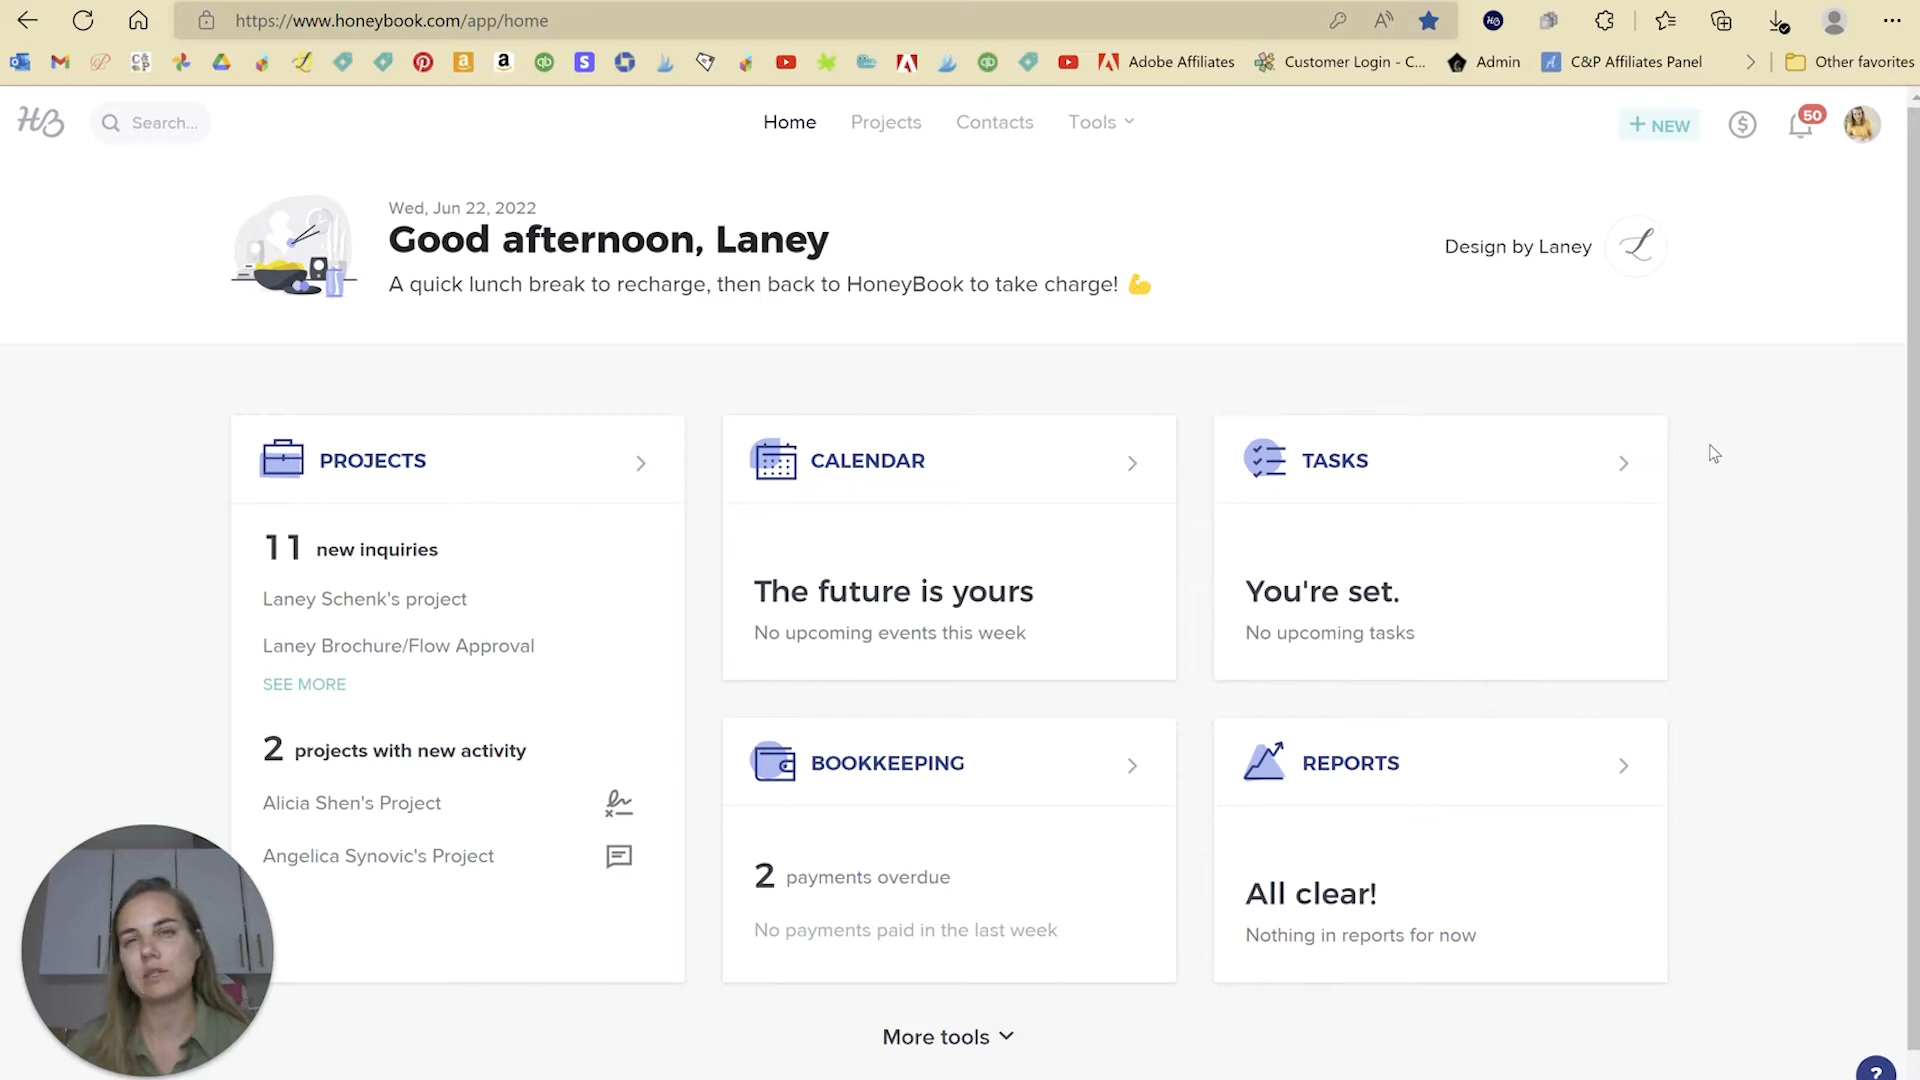 https://www.honeybook.com/app/home
Adobe Affiliates
Customer Login - C...
Admin
C&P Affiliates Panel
Other favorites
HB
Search...
Home
Projects
Contacts
Tools
+ NEW
50
Wed, Jun 22, 2022
Good afternoon, Laney
A quick lunch break to recharge, then back to HoneyBook to take charge! 💪
Design by Laney
PROJECTS
11 new inquiries
Laney Schenk's project
Laney Brochure/Flow Approval
SEE MORE
2 projects with new activity
Alicia Shen's Project
Angelica Synovic's Project
CALENDAR
The future is yours
No upcoming events this week
TASKS
You're set.
No upcoming tasks
BOOKKEEPING
2 payments overdue
No payments paid in the last week
REPORTS
All clear!
Nothing in reports for now
More tools
?